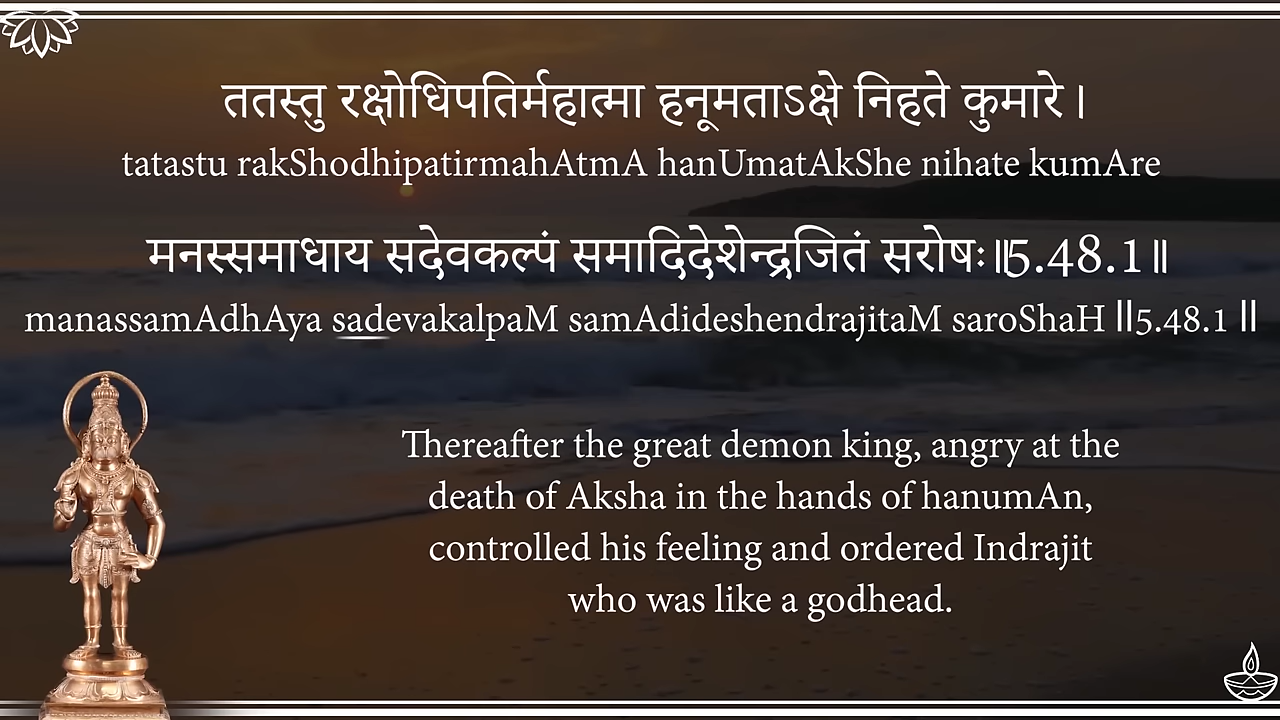 ततस्तु रक्षोधिपतिर्महात्मा हनूमताऽक्षे निहते कुमारे।
tatastu rakShodhipatirmahAtmA hanUmatAkShe nihate kumAre
मनस्समाधाय सदेवकल्पं समादिदेशेन्द्रजितं सरोषः॥5.48.1॥
manassamAdhAya sadevakalpaM samAdideshendrajitaM saroShaH ||5.48.1 ||
Thereafter the great demon king, angry at the
death of Aksha in the hands of hanumAn,
controlled his feeling and ordered Indrajit
who was like a godhead.